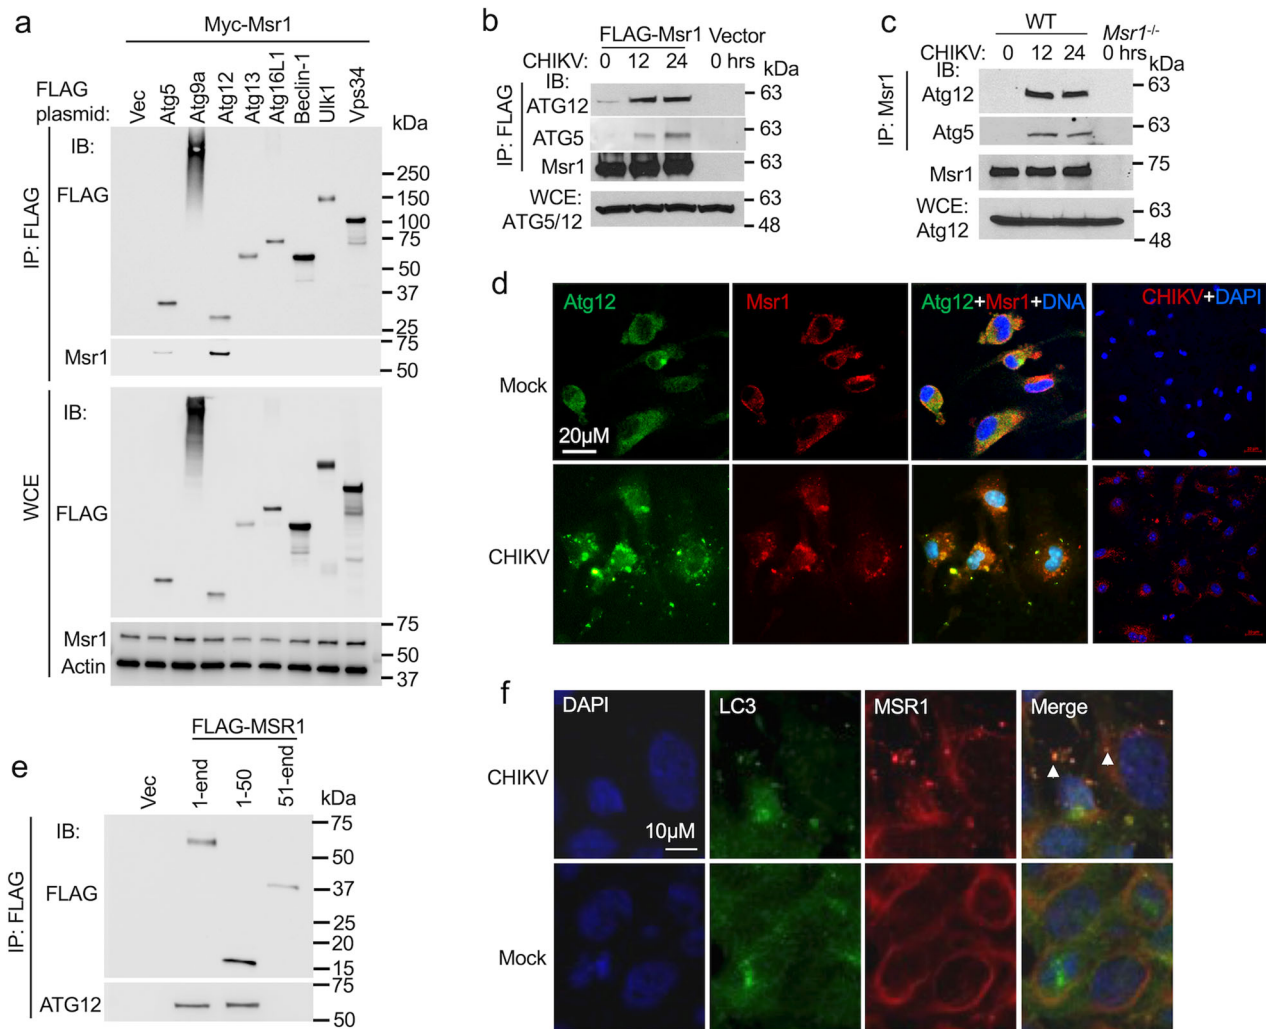 a
Myc-Msr1
FLAG
plasmid:
Vec
Atg5
Atg9a
Atg12
Atg13
Atg16L1
Beclin-1
Ulk1
Vps34
kDa
IP: FLAG
IB:
FLAG
250
150
100
75
50
37
25
Msr1
75
50
WCE
IB:
FLAG
Msr1
Actin
75
50
37
b
FLAG-Msr1 Vector
CHIKV: 0 12 24 0 hrs
kDa
IP: FLAG
IB:
ATG12
63
ATG5
63
Msr1
63
WCE:
ATG5/12
63
48
c
WT
Msr1-/-
CHIKV: 0 12 24 0 hrs
kDa
IP: Msr1
IB:
Atg12
63
Atg5
63
Msr1
75
WCE:
Atg12
63
48
d
Atg12
Msr1
Atg12+Msr1+DNA
CHIKV+DAPI
Mock
20µM
CHIKV
e
FLAG-MSR1
Vec
1-end
1-50
51-end
kDa
IP: FLAG
IB:
FLAG
75
50
37
25
20
15
ATG12
75
50
f
DAPI
LC3
MSR1
Merge
CHIKV
10µM
Mock